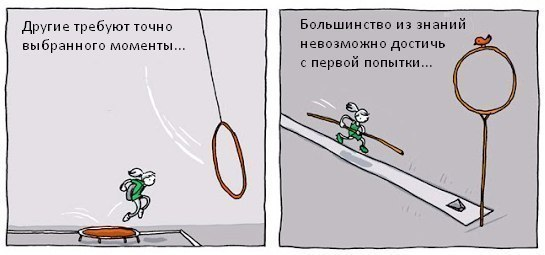 Другие требуют точно
выбранного моменты...
Большинство из знаний
невозможно достичь
с первой попытки...